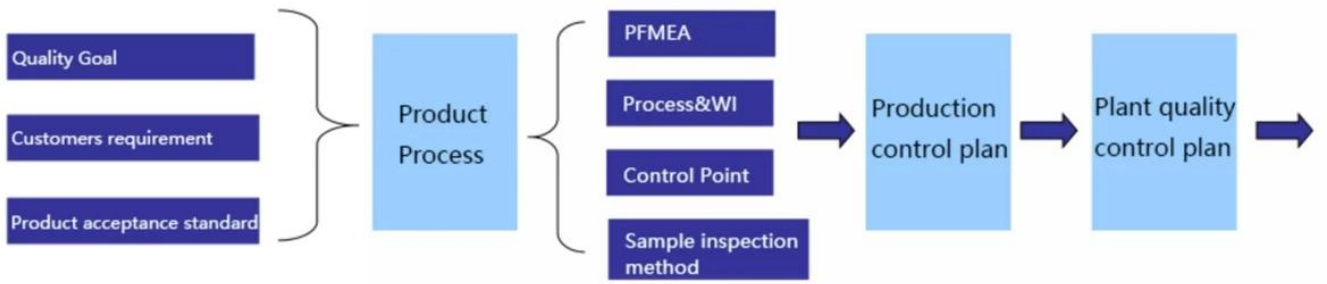 Quality Goal
Customers requirement
Product acceptance standard
Product
Process
PFMEA
Process&WI
Control Point
Sample inspection
method
Production
control plan
Plant quality
control plan